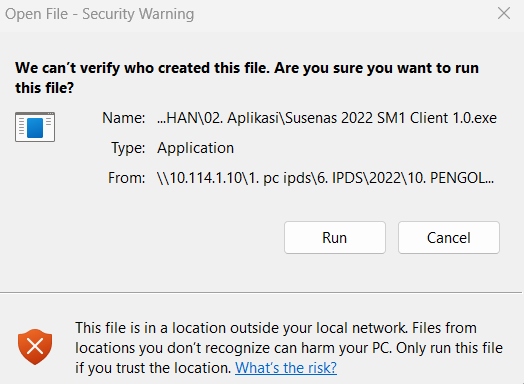 Open File - Security Warning
We can't verify who created this file. Are you sure you want to run
this file?
Name: ...HAN\02. Aplikasi\Susenas 2022 SM1 Client 1.0.exe
Type: Application
From: \\10.114.1.10\1. pc ipds\6. IPDS\2022\10. PENGOL...
Run Cancel
This file is in a location outside your local network. Files from
locations you don't recognize can harm your PC. Only run this file
if you trust the location. What's the risk?